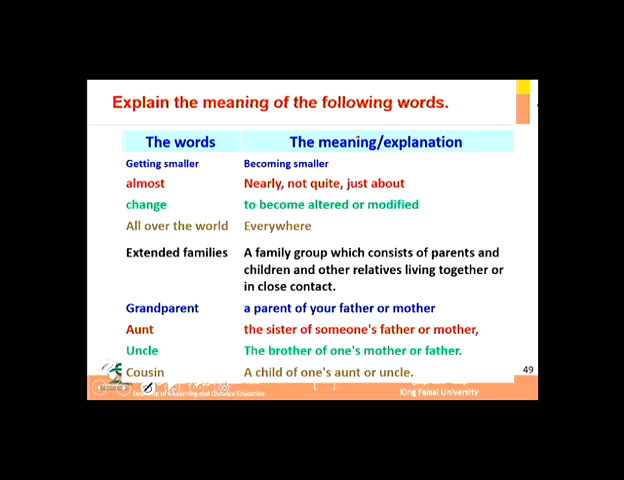 Explain the meaning of the following words.
The words The meaning/explanation
Getting smaller Becoming smaller
almost Nearly, not quite, just about
change to become altered or modified
All over the world Everywhere
Extended families A family group which consists of parents and
children and other relatives living together or
in close contact.
Grandparent a parent of your father or mother
Aunt the sister of someone's father or mother,
Uncle The brother of one's mother or father.
Cousin A child of one's aunt or uncle.
49
Learning and Distance Education
King Faisal University